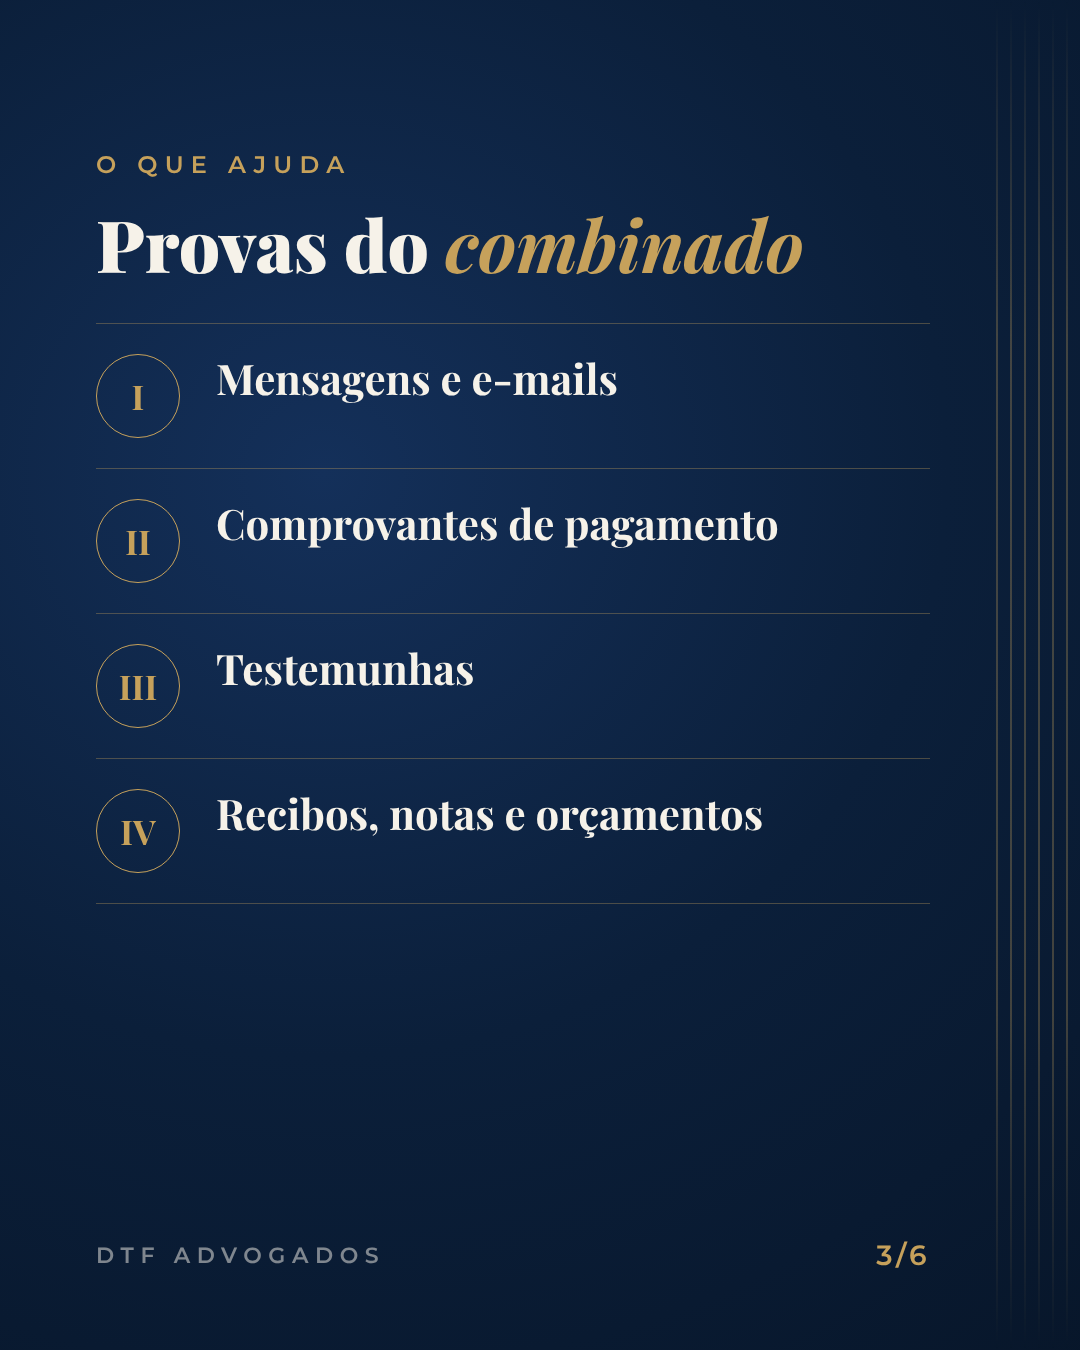 O QUE AJUDA
Provas do combinado
I
Mensagens e e-mails
II
Comprovantes de pagamento
III
Testemunhas
IV
Recibos, notas e orçamentos
DTF ADVOGADOS
3/6